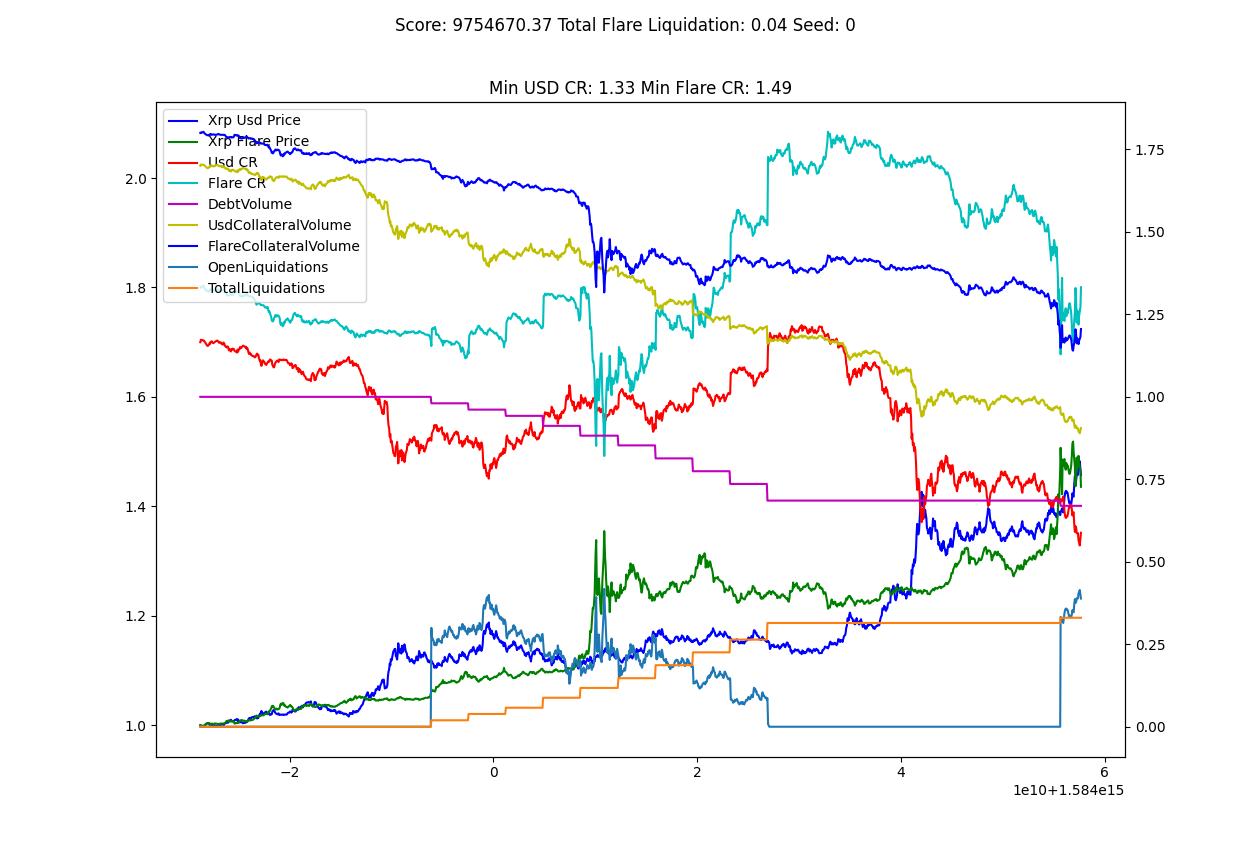 Score: 9754670.37 Total Flare Liquidation: 0.04 Seed: 0
Min USD CR: 1.33 Min Flare CR: 1.49
Xrp Usd Price
Xrp Flare Price
Usd CR
Flare CR
DebtVolume
UsdCollateralVolume
FlareCollateralVolume
OpenLiquidations
TotalLiquidations
2.0
1.8
1.6
1.4
1.2
1.0
1.75
1.50
1.25
1.00
0.75
0.50
0.25
0.00
−2 0 2 4 6
1e10+1.584e15